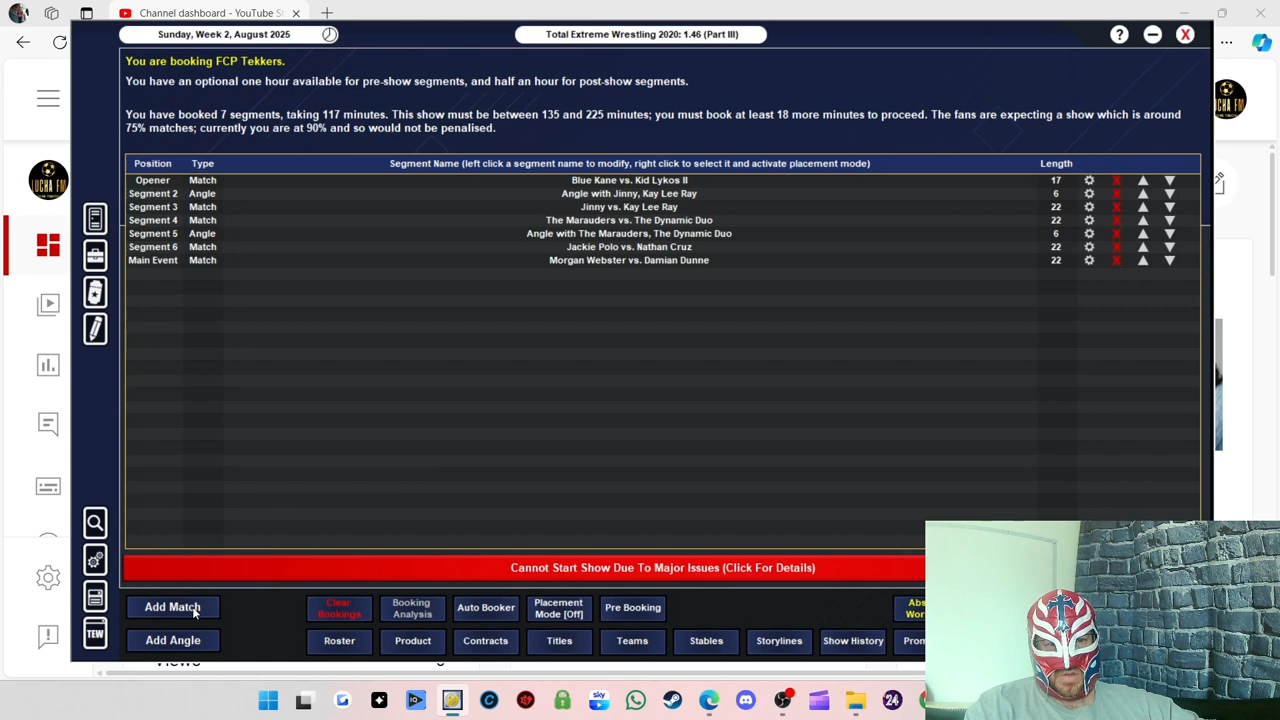 Channel dashboard - YouTube St
Sunday, Week 2, August 2025
Total Extreme Wrestling 2020: 1.46 (Part III)
?
X
You are booking FCP Tekkers.
You have an optional one hour available for pre-show segments, and half an hour for post-show segments.
You have booked 7 segments, taking 117 minutes. This show must be between 135 and 225 minutes; you must book at least 18 more minutes to proceed. The fans are expecting a show which is around
75% matches; currently you are at 90% and so would not be penalised.
Position Type Segment Name (left click a segment name to modify, right click to select it and activate placement mode) Length
Opener Match Blue Kane vs. Kid Lykos II 17 X
Segment 2 Angle Angle with Jinny, Kay Lee Ray 6 X
Segment 3 Match Jinny vs. Kay Lee Ray 22 X
Segment 4 Match The Marauders vs. The Dynamic Duo 22 X
Segment 5 Angle Angle with The Marauders, The Dynamic Duo 6 X
Segment 6 Match Jackie Polo vs. Nathan Cruz 22 X
Main Event Match Morgan Webster vs. Damian Dunne 22 X
LUCHA FM
Cannot Start Show Due To Major Issues (Click For Details)
Add Match Clear Bookings Booking Analysis Auto Booker Placement Mode [Off] Pre Booking
Add Angle Roster Product Contracts Titles Teams Stables Storylines Show History
TEW
Views
sky
24